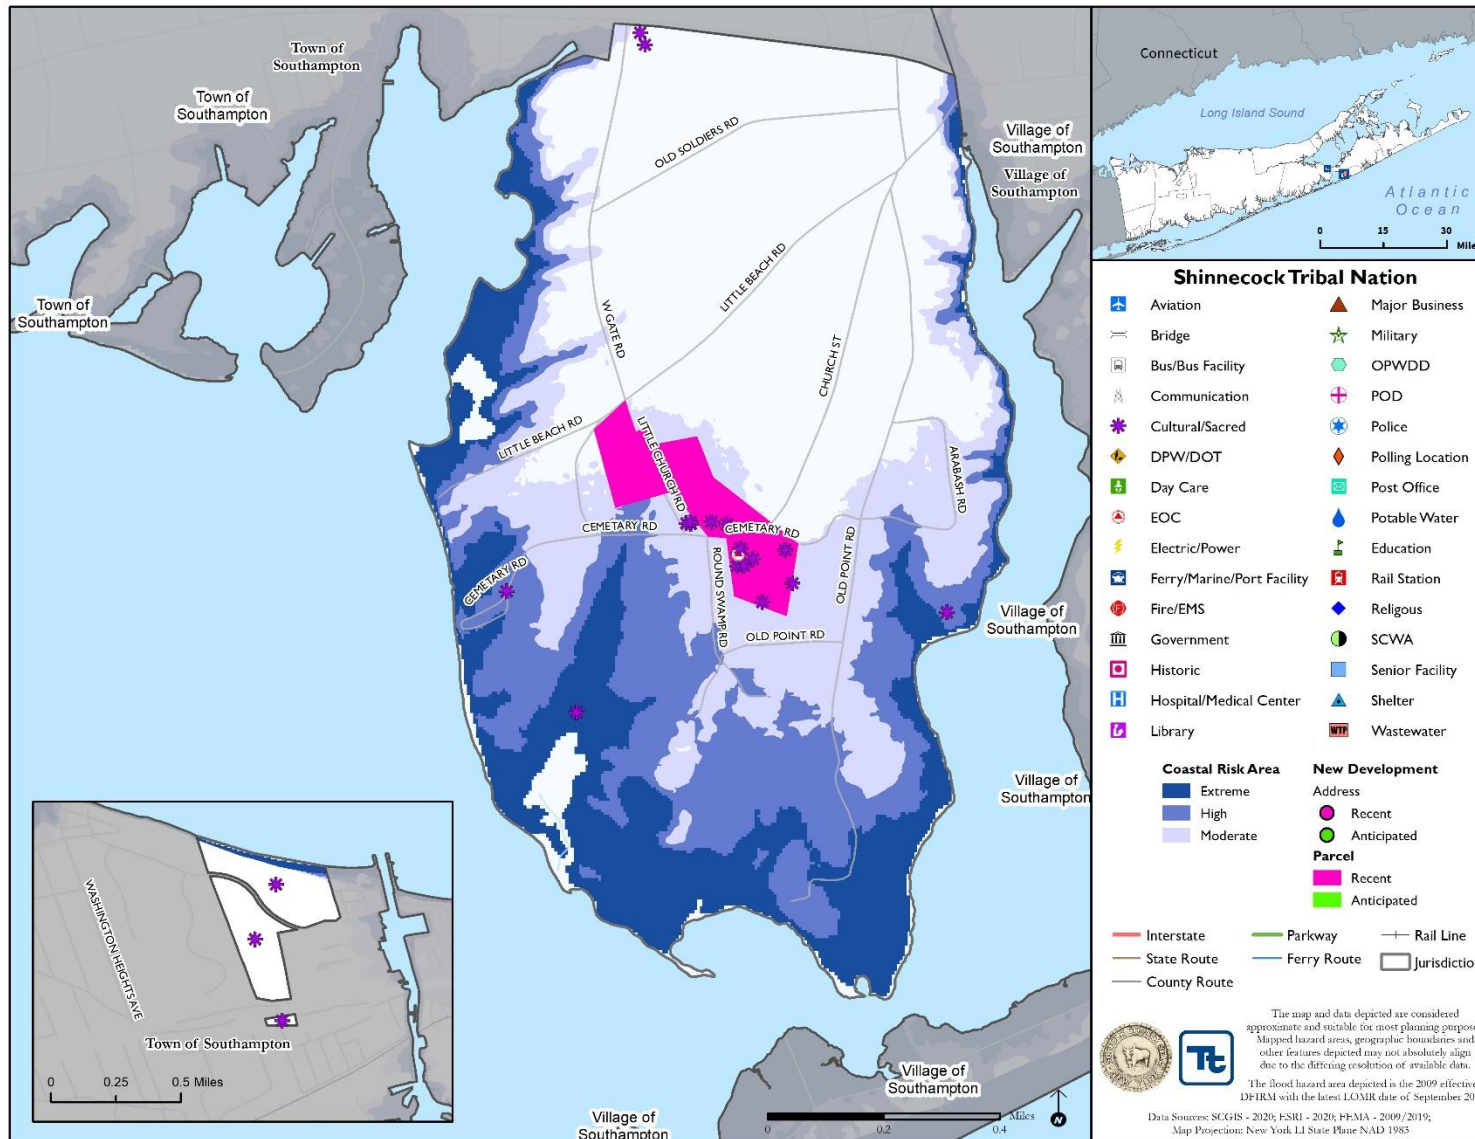 Town of
Southampton
Town of
Southampton
Town of
Southampton
Village of
Southampton
Village of
Southampton
Village of
Southampton
Village of
Southampton
Village of
Southampton
Village of
Southampton
OLD SOLDIERS RD
LITTLE BEACH RD
W GATE RD
CHURCH ST
LITTLE BEACH RD
LITTLE CHURCH RD
ARABASH RD
CEMETARY RD
CEMETARY RD
CEMETARY RD
ROUND SWAMP RD
OLD POINT RD
OLD POINT RD
WASHINGTON HEIGHTS AVE
Town of Southampton
0 0.25 0.5 Miles
0 0.2 0.4
Miles
N
Connecticut
Long Island Sound
Atlantic
Ocean
0 15 30
Mile
Shinnecock Tribal Nation
Aviation
Bridge
Bus/Bus Facility
Communication
Cultural/Sacred
DPW/DOT
Day Care
EOC
Electric/Power
Ferry/Marine/Port Facility
Fire/EMS
Government
Historic
Hospital/Medical Center
Library
Major Business
Military
OPWDD
POD
Police
Polling Location
Post Office
Potable Water
Education
Rail Station
Religous
SCWA
Senior Facility
Shelter
WTP Wastewater
Coastal Risk Area
Extreme
High
Moderate
New Development
Address
Recent
Anticipated
Parcel
Recent
Anticipated
Interstate
State Route
County Route
Parkway
Ferry Route
Rail Line
Jurisdiction
Tt
The map and data depicted are considered
approximate and suitable for most planning purpose
Mapped hazard areas, geographic boundaries and
other features depicted may not absolutely align
due to the differing resolution of available data.
The flood hazard area depicted is the 2009 effective
DFIRM with the latest LOMR date of September 20
Data Sources: SCGIS - 2020; ESRI - 2020; FEMA - 2009/2019;
Map Projection: New York LI State Plane NAD 1983